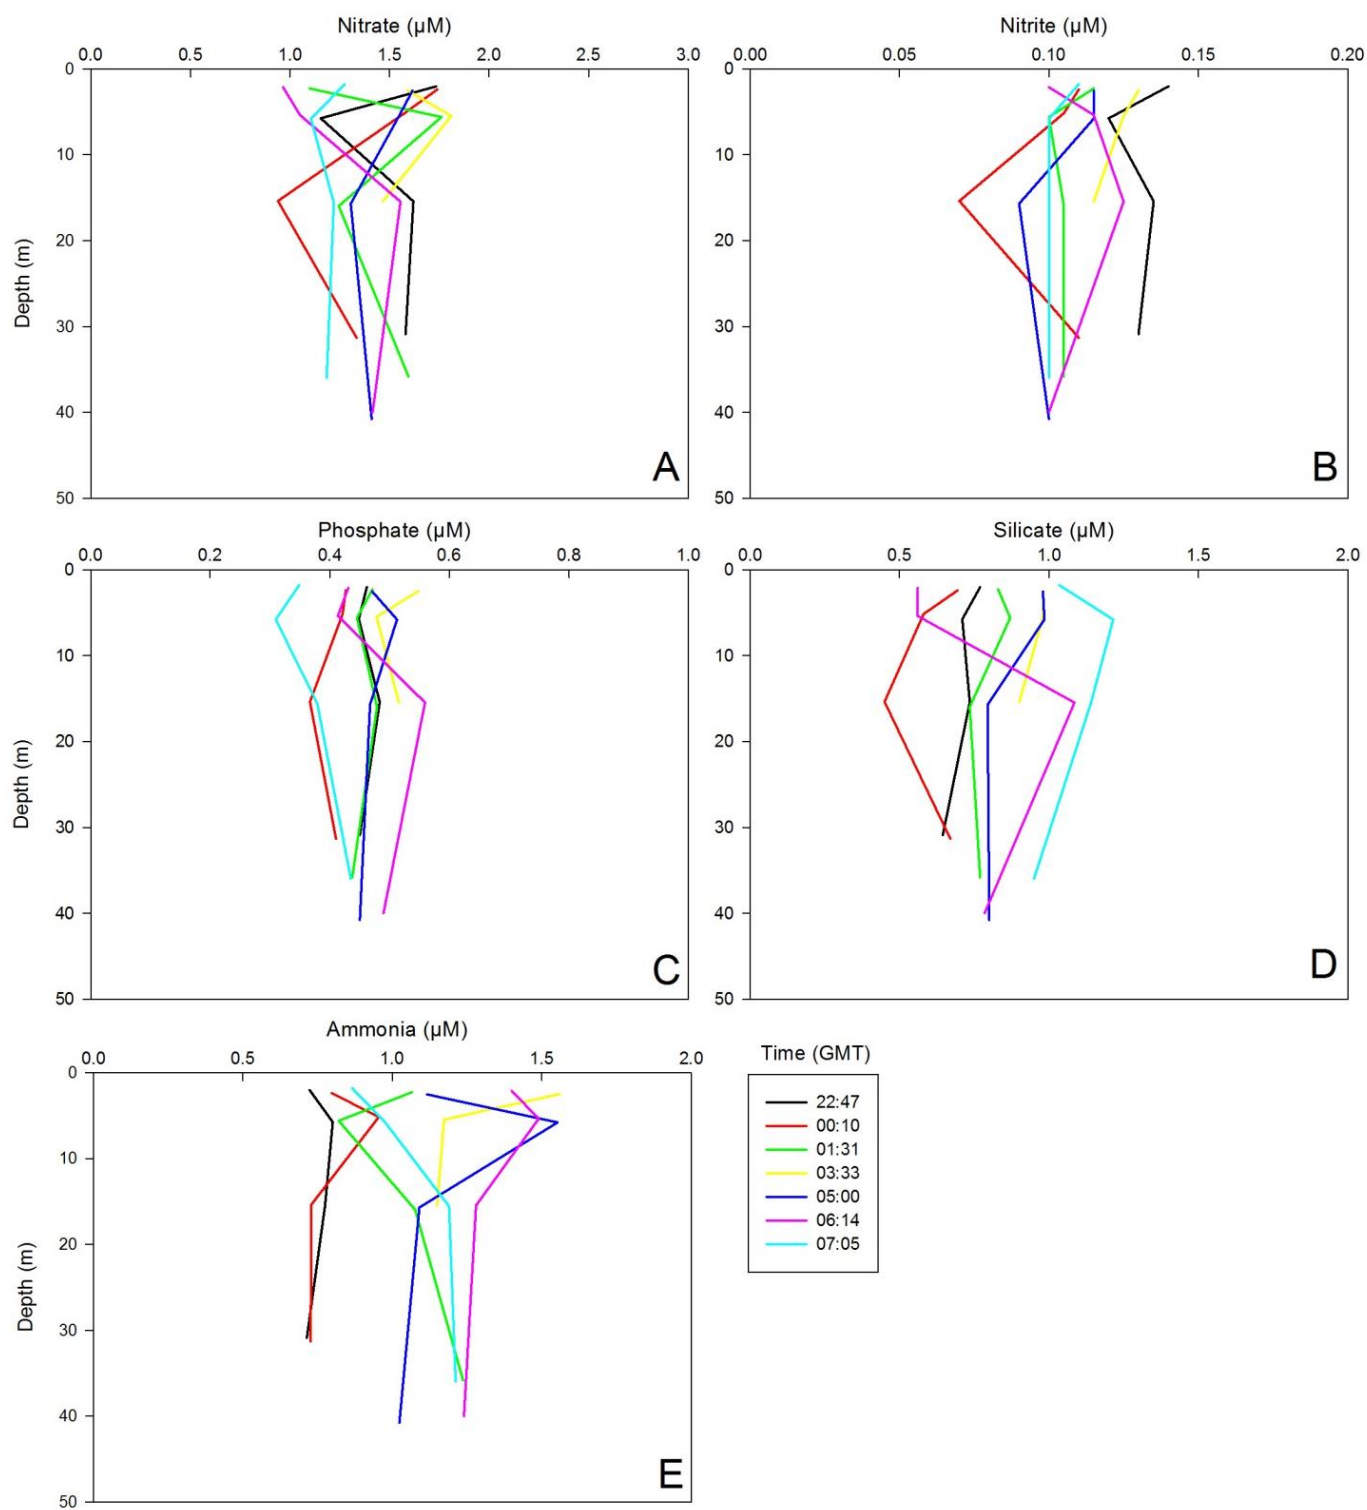 Nitrate (µM)
0.0 0.5 1.0 1.5 2.0 2.5 3.0
0
10
20
30
40
50
Depth (m)
A
Nitrite (µM)
0.00 0.05 0.10 0.15 0.20
0
10
20
30
40
50
B
Phosphate (µM)
0.0 0.2 0.4 0.6 0.8 1.0
0
10
20
30
40
50
Depth (m)
C
Silicate (µM)
0.0 0.5 1.0 1.5 2.0
0
10
20
30
40
50
D
Ammonia (µM)
0.0 0.5 1.0 1.5 2.0
0
10
20
30
40
50
Depth (m)
E
Time (GMT)
22:47
00:10
01:31
03:33
05:00
06:14
07:05